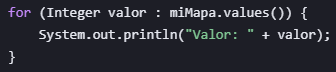 for (Integer valor : miMapa.values()) {
    System.out.println("Valor: " + valor);
}